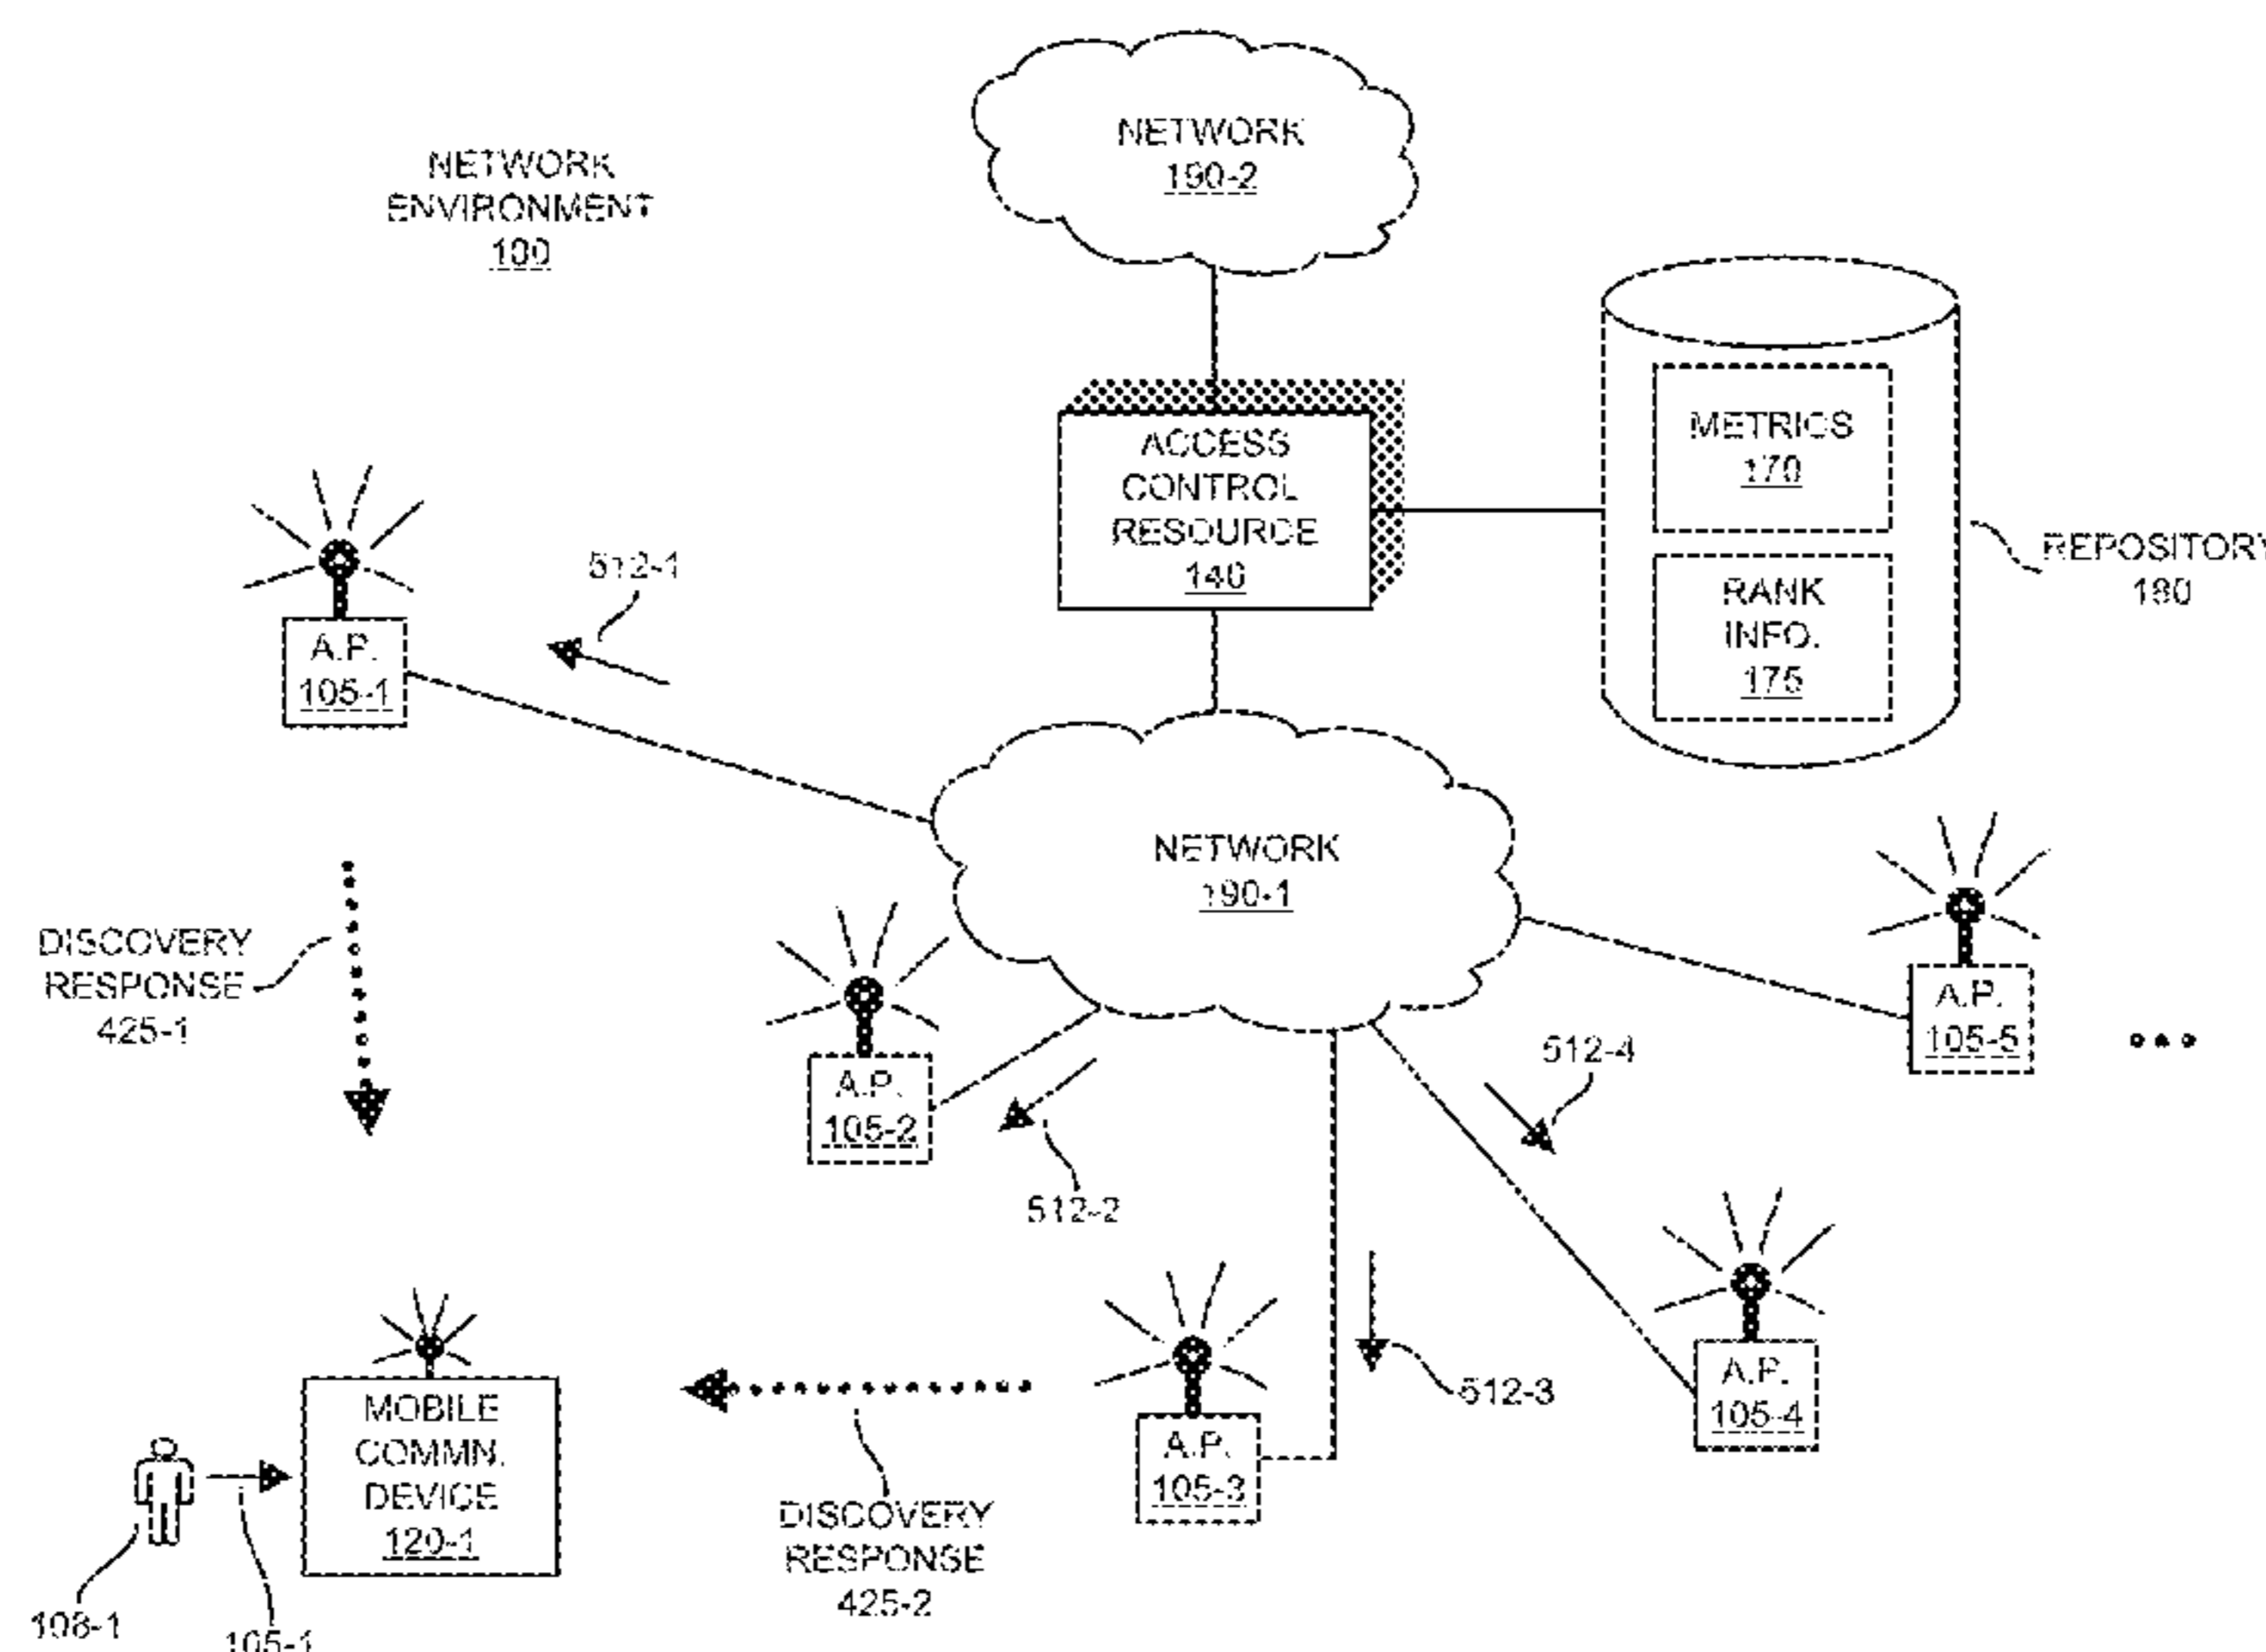 NETWORK
190-2
NETWORK
ENVIRONMENT
100
ACCESS
CONTROL
RESOURCE
140
METRICS
170
RANK
INFO.
175
REPOSITORY
180
512-1
A.P.
105-1
NETWORK
190-1
DISCOVERY
RESPONSE
425-1
A.P.
105-2
512-2
512-4
A.P.
105-5
512-3
A.P.
105-4
A.P.
105-3
MOBILE
COMMN.
DEVICE
120-1
DISCOVERY
RESPONSE
425-2
108-1
105-1